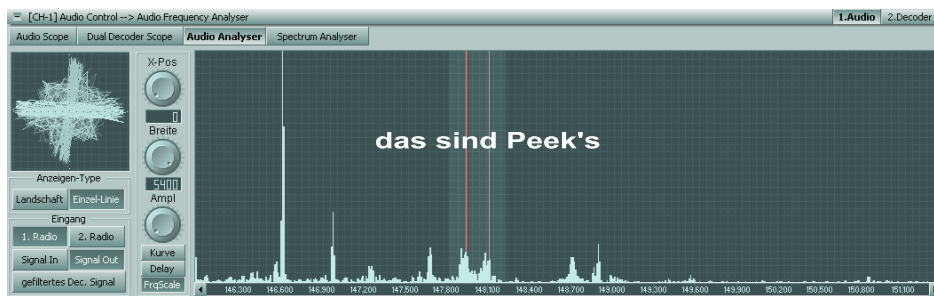 [CH-1] Audio Control --> Audio Frequency Analyser
1.Audio 2.Decoder
Audio Scope Dual Decoder Scope Audio Analyser Spectrum Analyser
X-Pos
0
Breite
5400
Ampl
Kurve
Delay
FrqScale
Anzeigen-Type
Landschaft Einzel-Linie
Eingang
1. Radio 2. Radio
Signal In Signal Out
gefiltertes Dec. Signal
das sind Peek's
146.300 146.600 146.900 147.200 147.500 147.800 148.100 148.400 148.700 149.000 149.300 149.600 149.900 150.200 150.500 150.800 151.100